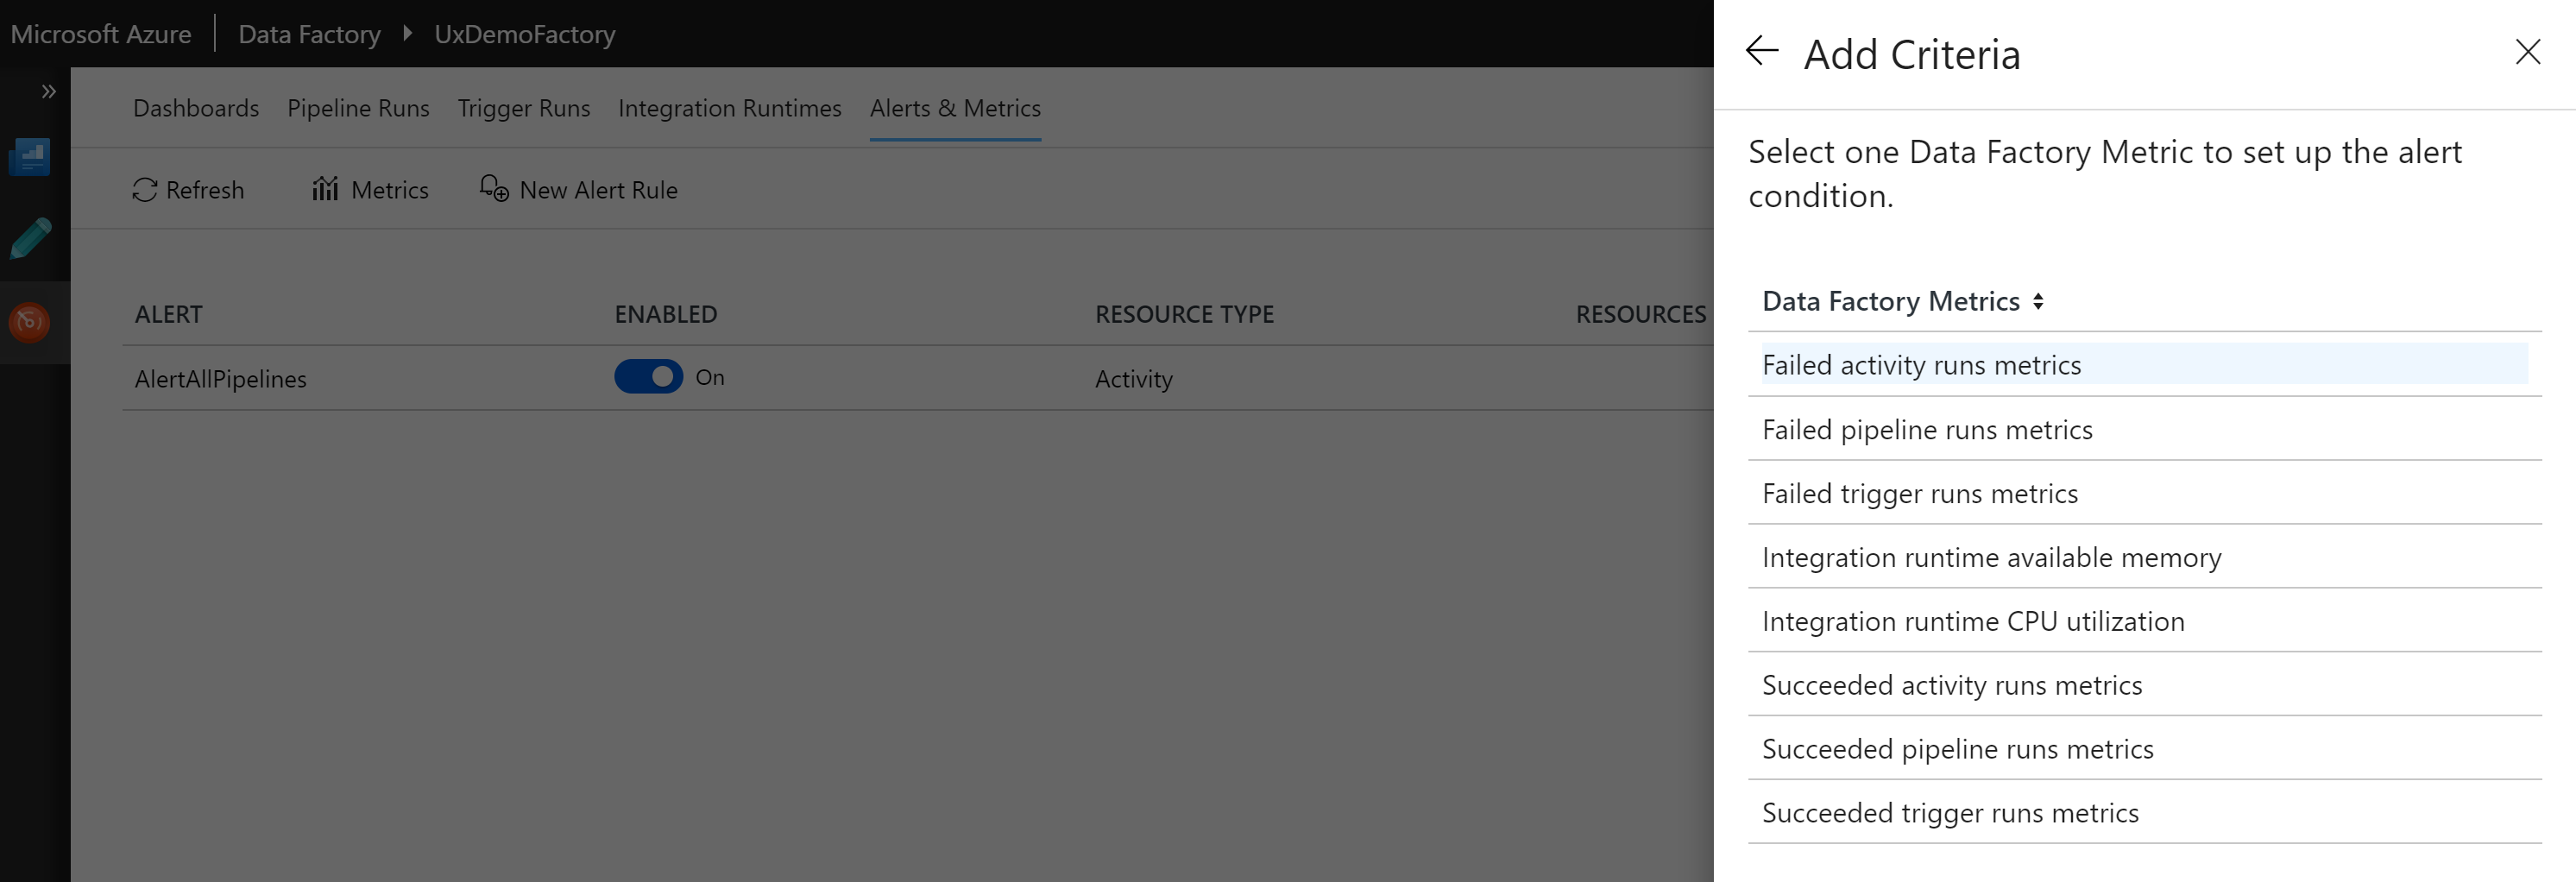 Microsoft Azure Data Factory UxDemoFactory
Dashboards Pipeline Runs Trigger Runs Integration Runtimes Alerts & Metrics
Refresh Metrics New Alert Rule
ALERT ENABLED RESOURCE TYPE RESOURCES
AlertAllPipelines On Activity
Add Criteria
Select one Data Factory Metric to set up the alert
condition.
Data Factory Metrics
Failed activity runs metrics
Failed pipeline runs metrics
Failed trigger runs metrics
Integration runtime available memory
Integration runtime CPU utilization
Succeeded activity runs metrics
Succeeded pipeline runs metrics
Succeeded trigger runs metrics